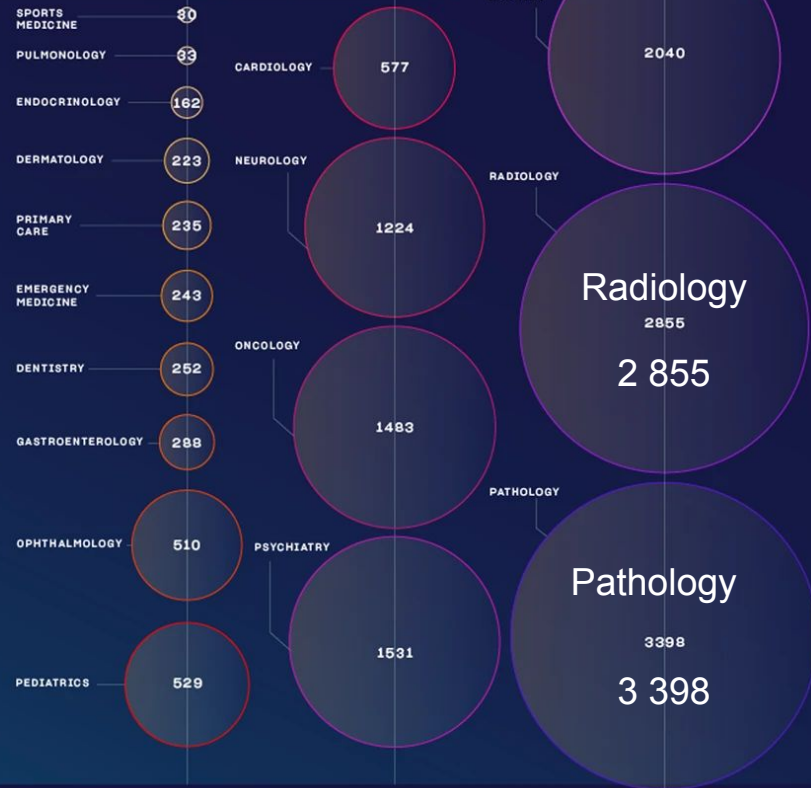 SPORTS
MEDICINE
30
PULMONOLOGY
33
ENDOCRINOLOGY
162
DERMATOLOGY
223
PRIMARY
CARE
235
EMERGENCY
MEDICINE
243
DENTISTRY
252
GASTROENTEROLOGY
288
OPHTHALMOLOGY
510
PEDIATRICS
529
CARDIOLOGY
577
NEUROLOGY
1224
ONCOLOGY
1483
PSYCHIATRY
1531
2040
RADIOLOGY
Radiology
2855
2 855
PATHOLOGY
Pathology
3398
3 398